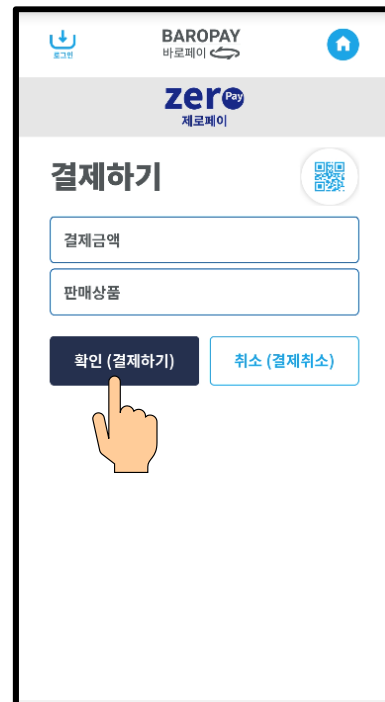 로그인
BAROPAY
바로페이
zero Pay
제로페이
결제하기
결제금액
판매상품
확인 (결제하기)
취소 (결제취소)